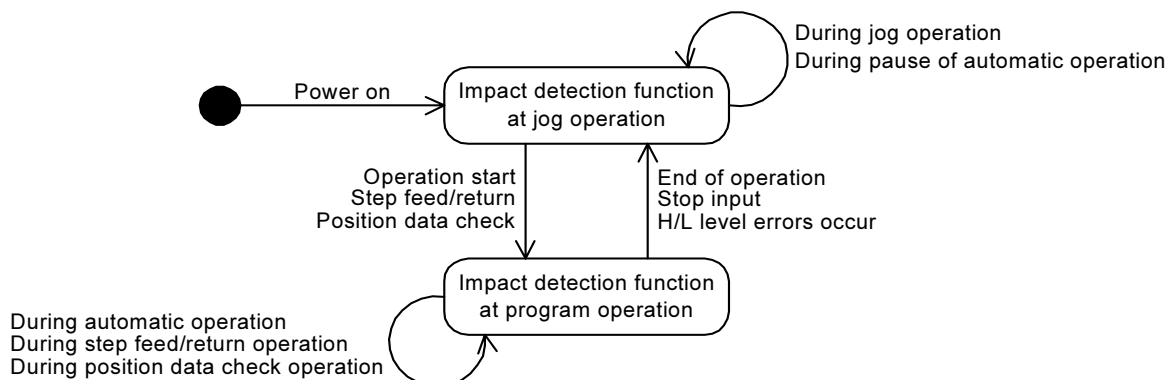 During jog operation
During pause of automatic operation
Power on
Impact detection function
at jog operation
Operation start
Step feed/return
Position data check
End of operation
Stop input
H/L level errors occur
Impact detection function
at program operation
During automatic operation
During step feed/return operation
During position data check operation